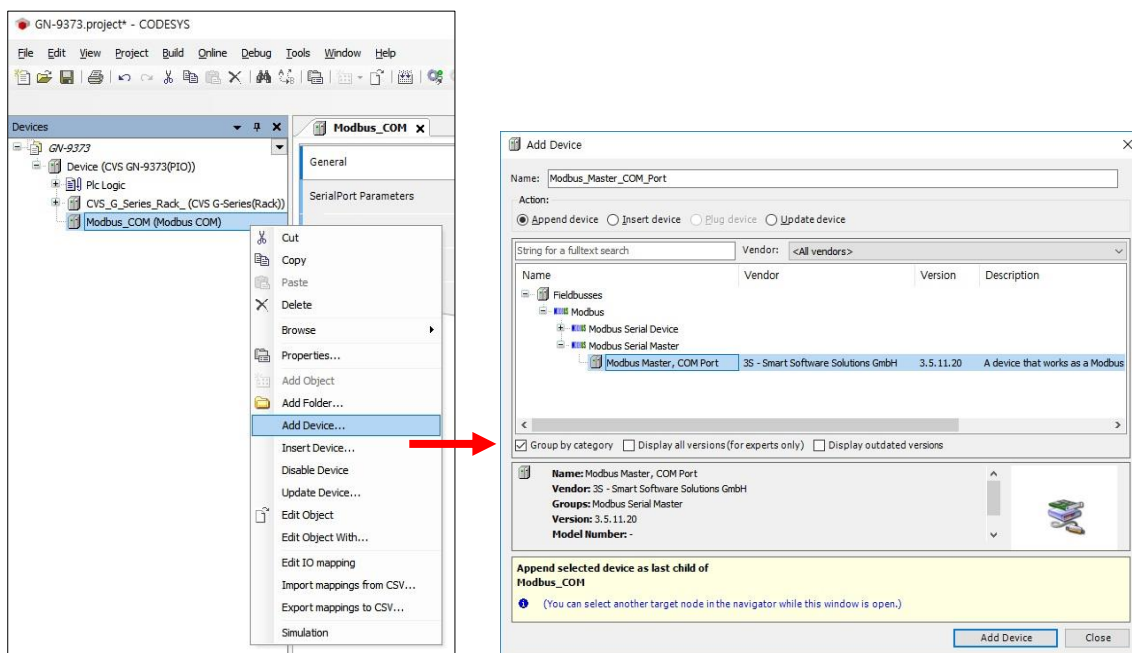 GN-9373.project* - CODESYS
File Edit View Project Build Online Debug Tools Window Help
Devices
Modbus_COM
GN-9373
Device (CVS GN-9373(PIO))
Plc Logic
CVS_G_Series_Rack_ (CVS G-Series(Rack))
Modbus_COM (Modbus COM)
General
SerialPort Parameters
Cut
Copy
Paste
Delete
Browse
Properties...
Add Object
Add Folder...
Add Device...
Insert Device...
Disable Device
Update Device...
Edit Object
Edit Object With...
Edit IO mapping
Import mappings from CSV...
Export mappings to CSV...
Simulation
Add Device
Name: Modbus_Master_COM_Port
Action:
Append device Insert device Plug device Update device
String for a fulltext search Vendor: <All vendors>
Name Vendor Version Description
Fieldbusses
Modbus
Modbus Serial Device
Modbus Serial Master
Modbus Master, COM Port 3S - Smart Software Solutions GmbH 3.5.11.20 A device that works as a Modbus
Group by category Display all versions (for experts only) Display outdated versions
Name: Modbus Master, COM Port
Vendor: 3S - Smart Software Solutions GmbH
Groups: Modbus Serial Master
Version: 3.5.11.20
Model Number: -
Append selected device as last child of
Modbus_COM
(You can select another target node in the navigator while this window is open.)
Add Device Close